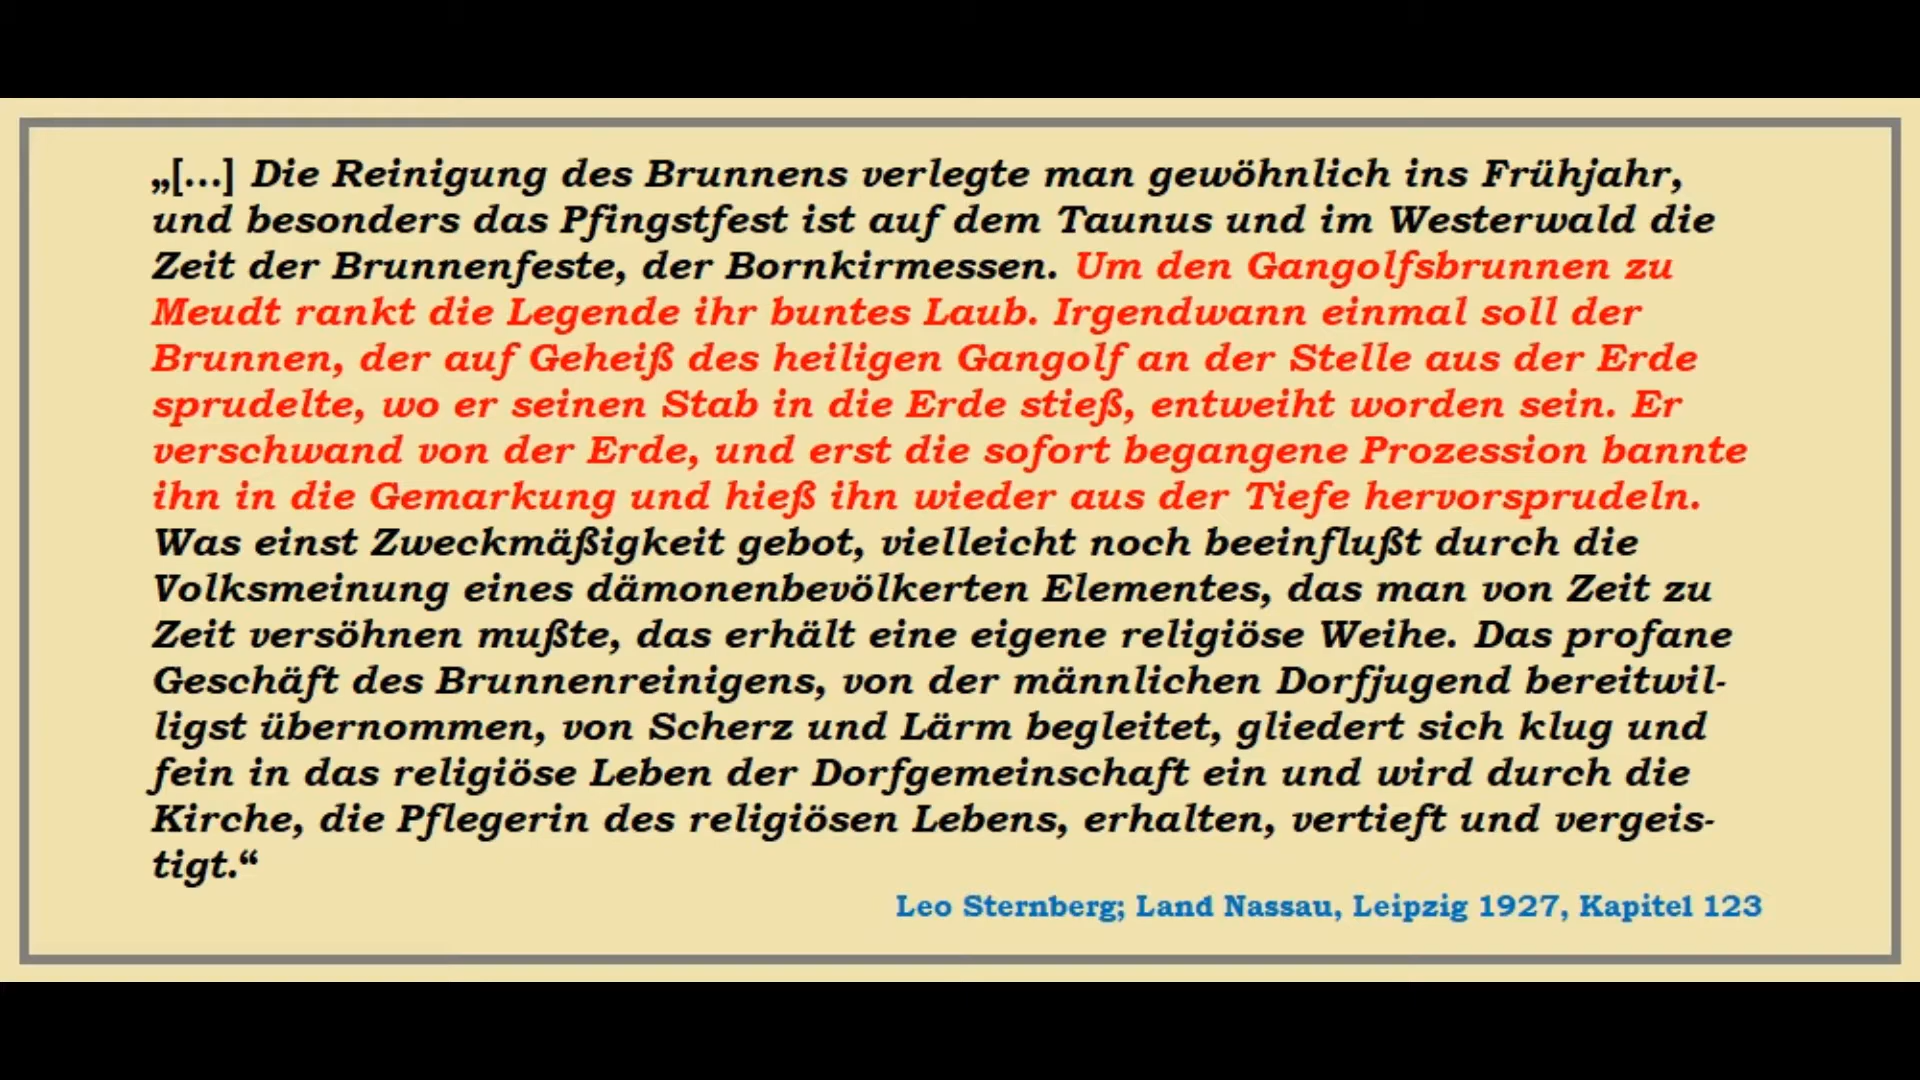 „[...] Die Reinigung des Brunnens verlegte man gewöhnlich ins Frühjahr,
und besonders das Pfingstfest ist auf dem Taunus und im Westerwald die
Zeit der Brunnenfeste, der Bornkirmessen. Um den Gangolfsbrunnen zu
Meudt rankt die Legende ihr buntes Laub. Irgendwann einmal soll der
Brunnen, der auf Geheiß des heiligen Gangolf an der Stelle aus der Erde
sprudelte, wo er seinen Stab in die Erde stieß, entweiht worden sein. Er
verschwand von der Erde, und erst die sofort begangene Prozession bannte
ihn in die Gemarkung und hieß ihn wieder aus der Tiefe hervorsprudeln.
Was einst Zweckmäßigkeit gebot, vielleicht noch beeinflußt durch die
Volksmeinung eines dämonenbevölkerten Elementes, das man von Zeit zu
Zeit versöhnen mußte, das erhält eine eigene religiöse Weihe. Das profane
Geschäft des Brunnenreinigens, von der männlichen Dorfjugend bereitwil-
ligst übernommen, von Scherz und Lärm begleitet, gliedert sich klug und
fein in das religiöse Leben der Dorfgemeinschaft ein und wird durch die
Kirche, die Pflegerin des religiösen Lebens, erhalten, vertieft und vergeis-
tigt.“
Leo Sternberg; Land Nassau, Leipzig 1927, Kapitel 123